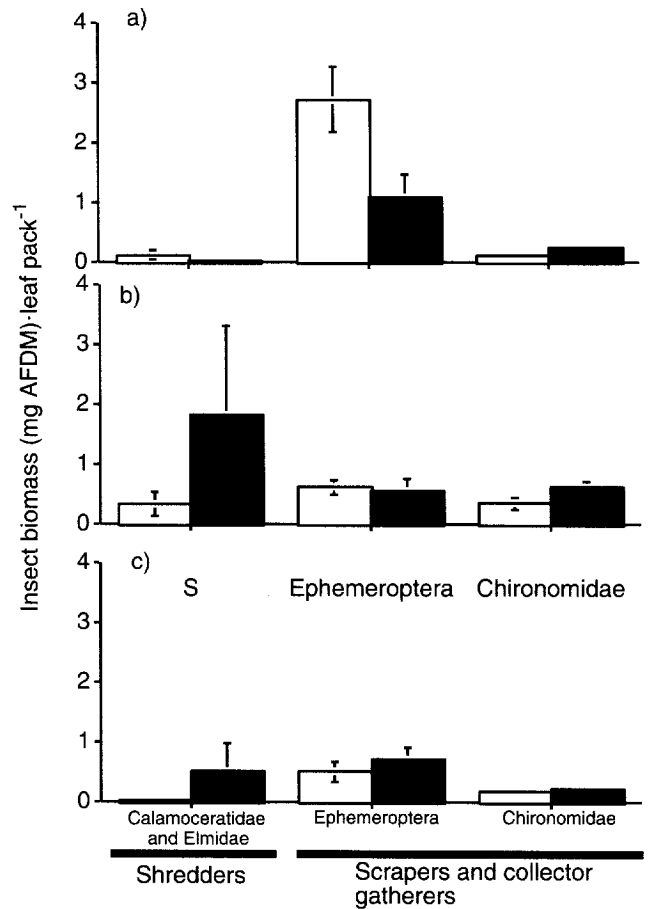 Insect biomass (mg AFDM)·leaf pack⁻¹
a)
4
3
2
1
0
b)
4
3
2
1
0
c)
4
3
2
1
0
S Ephemeroptera Chironomidae
Calamoceratidae
and Elmidae
Ephemeroptera
Chironomidae
Shredders
Scrapers and collector
gatherers